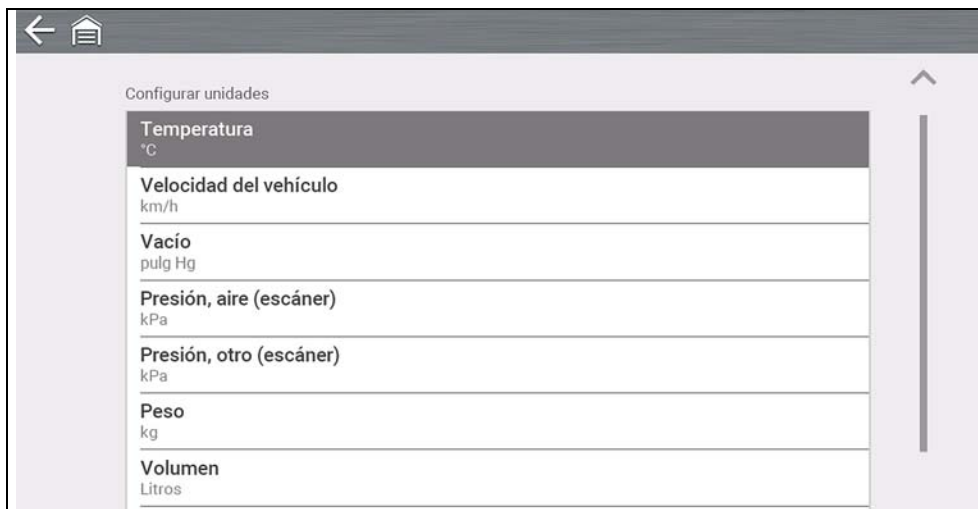 Configurar unidades
Temperatura
°C
Velocidad del vehículo
km/h
Vacío
pulg Hg
Presión, aire (escáner)
kPa
Presión, otro (escáner)
kPa
Peso
kg
Volumen
Litros